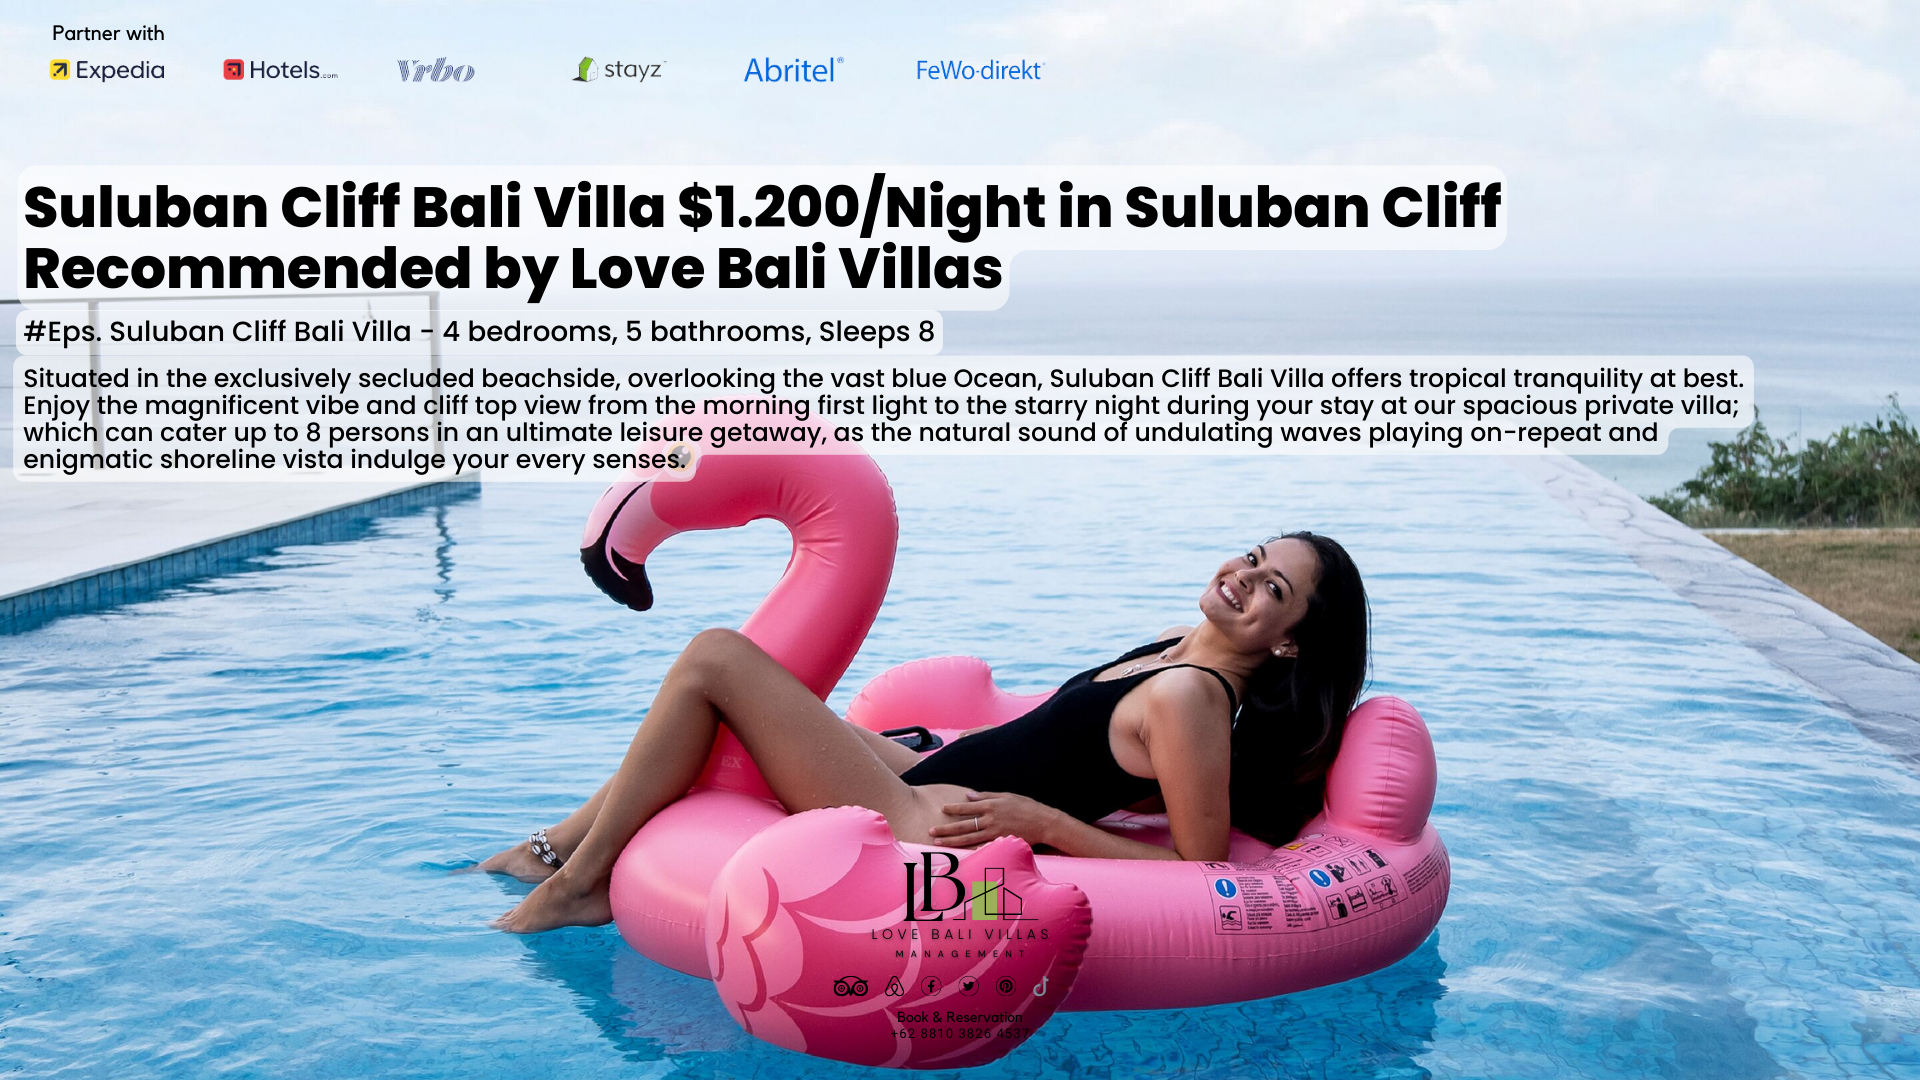 Partner with
Expedia
Hotels.com
Vrbo
stayz
Abritel®
FeWo-direkt®
Suluban Cliff Bali Villa $1.200/Night in Suluban Cliff
Recommended by Love Bali Villas
#Eps. Suluban Cliff Bali Villa - 4 bedrooms, 5 bathrooms, Sleeps 8
Situated in the exclusively secluded beachside, overlooking the vast blue Ocean, Suluban Cliff Bali Villa offers tropical tranquility at best.
Enjoy the magnificent vibe and cliff top view from the morning first light to the starry night during your stay at our spacious private villa;
which can cater up to 8 persons in an ultimate leisure getaway, as the natural sound of undulating waves playing on-repeat and
enigmatic shoreline vista indulge your every senses.
LB
LOVE BALI VILLAS
MANAGEMENT
Book & Reservation
+62 8810 3826 4537